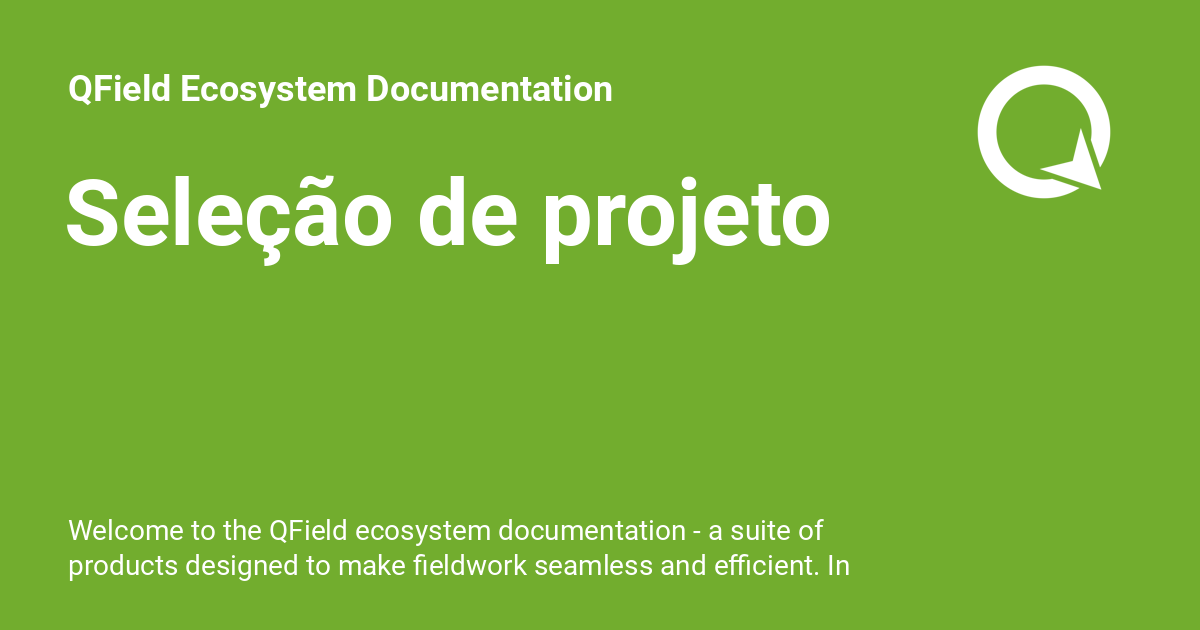 QField Ecosystem Documentation
Seleção de projeto
Welcome to the QField ecosystem documentation - a suite of
products designed to make fieldwork seamless and efficient. In